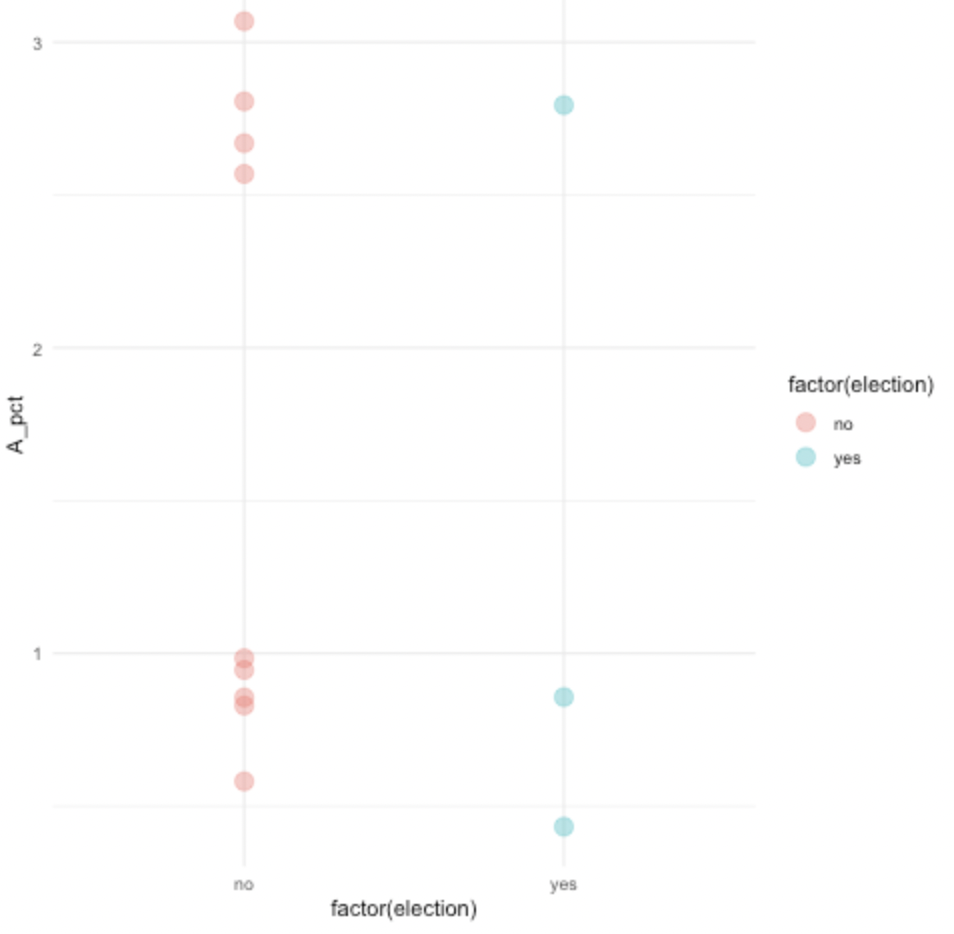 3
2
A_pct
factor(election)
no
yes
1
no yes
factor(election)